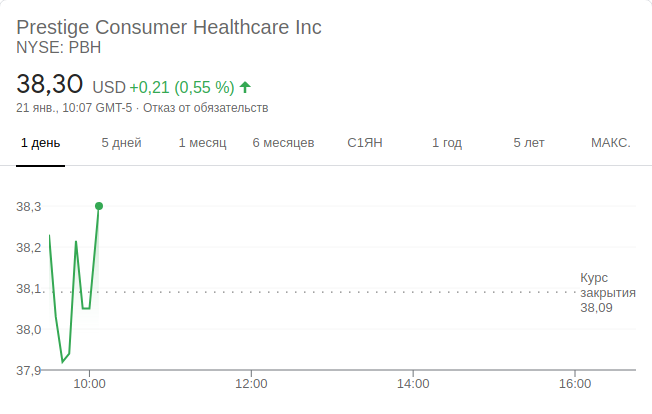 Prestige Consumer Healthcare Inc
NYSE: PBH
38,30 USD +0,21 (0,55 %)
21 янв., 10:07 GMT-5 · Отказ от обязательств
1 день 5 дней 1 месяц 6 месяцев С1ЯН 1 год 5 лет МАКС.
38,3
38,2
38,1
38,0
37,9
Курс
закрытия
38,09
10:00 12:00 14:00 16:00